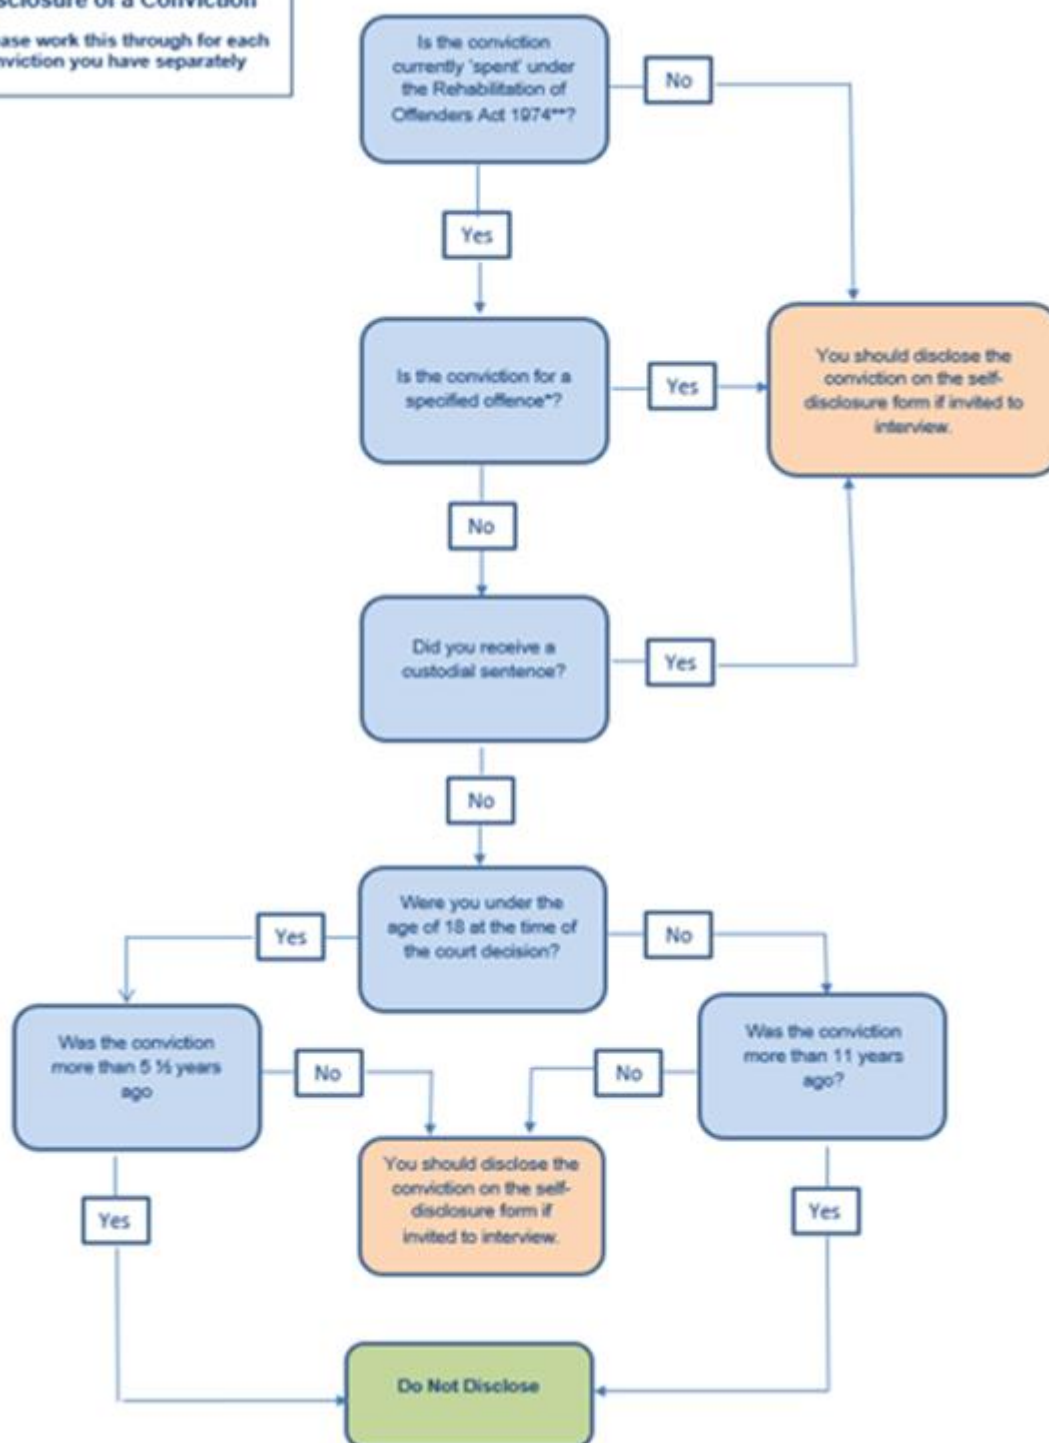 sclosure of a Conviction
ase work this through for each
nviction you have separately
Is the conviction
currently 'spent' under
the Rehabilitation of
Offenders Act 1974**?
No
Yes
Is the conviction for a
specified offence*?
Yes
You should disclose the
conviction on the self-
disclosure form if invited to
interview.
No
Did you receive a
custodial sentence?
Yes
No
Were you under the
age of 18 at the time of
the court decision?
Yes
No
Was the conviction
more than 5 ½ years
ago
No
No
Was the conviction
more than 11 years
ago?
You should disclose the
conviction on the self-
disclosure form if
invited to interview.
Yes
Yes
Do Not Disclose